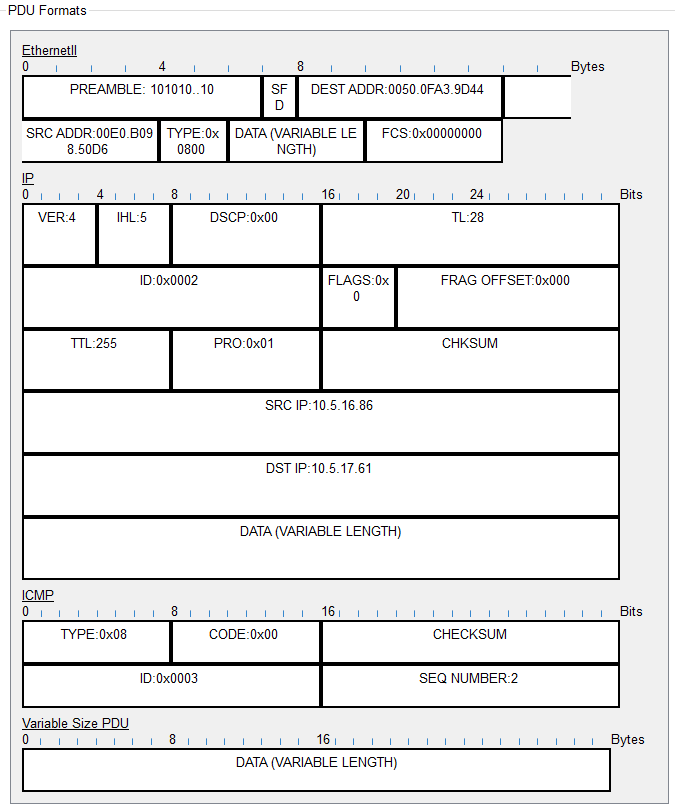 PDU Formats
EthernetII
0 4 8 Bytes
PREAMBLE: 101010..10
SF
D
DEST ADDR:0050.0FA3.9D44
SRC ADDR:00E0.B09
8.50D6
TYPE:0x
0800
DATA (VARIABLE LE
NGTH)
FCS:0x00000000
IP
0 4 8 16 20 24 Bits
VER:4 IHL:5 DSCP:0x00 TL:28
ID:0x0002 FLAGS:0x
0
FRAG OFFSET:0x000
TTL:255 PRO:0x01 CHKSUM
SRC IP:10.5.16.86
DST IP:10.5.17.61
DATA (VARIABLE LENGTH)
ICMP
0 8 16 Bits
TYPE:0x08 CODE:0x00 CHECKSUM
ID:0x0003 SEQ NUMBER:2
Variable Size PDU
0 8 16 Bytes
DATA (VARIABLE LENGTH)